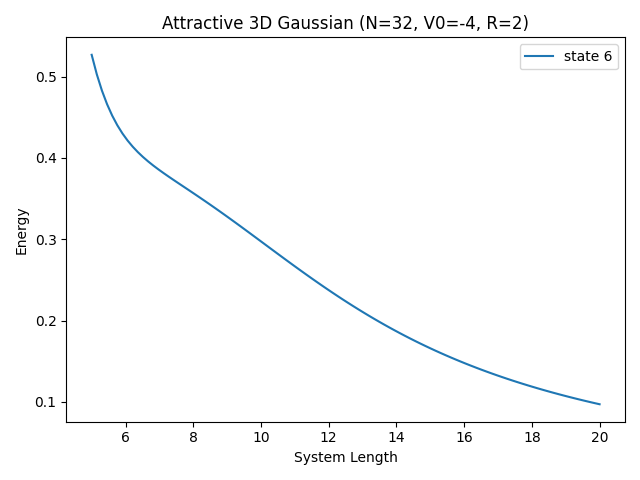 Attractive 3D Gaussian (N=32, V0=-4, R=2)
state 6
0.5
0.4
0.3
0.2
0.1
Energy
6 8 10 12 14 16 18 20
System Length